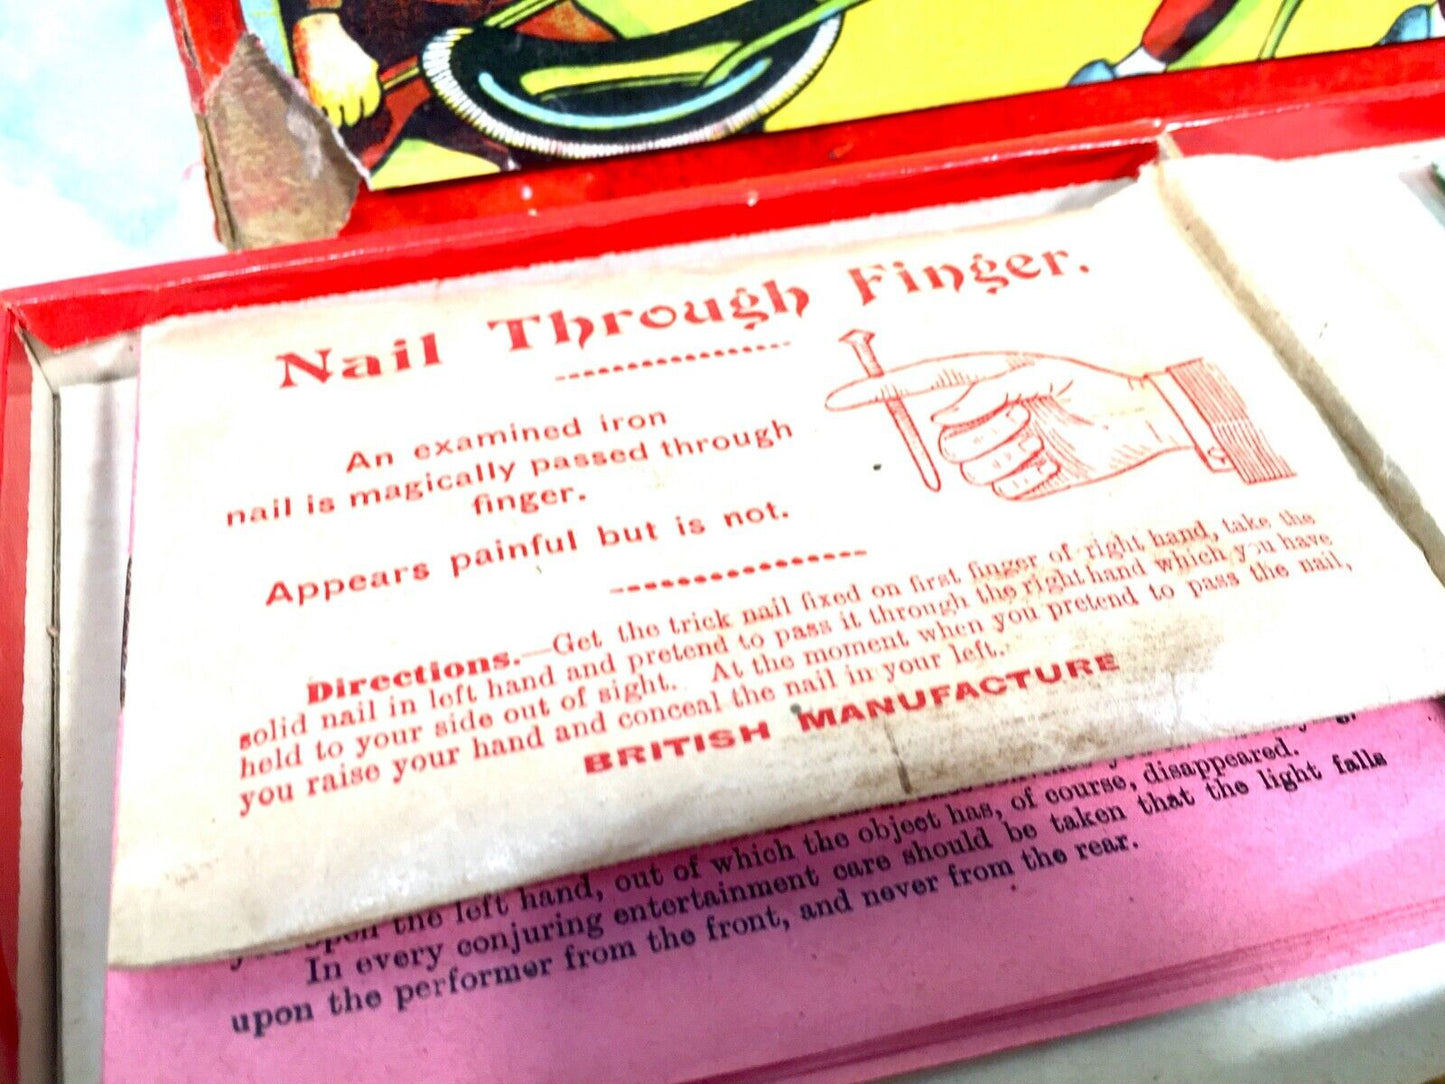 Nail Through Finger.
An examined iron
nail is magically passed through
finger.
Appears painful but is not.
Directions.—Get the trick nail fixed on first finger of right hand, take the
solid nail in left hand and pretend to pass it through the right hand which you have
held to your side out of sight. At the moment when you pretend to pass the nail,
you raise your hand and conceal the nail in your left.
BRITISH MANUFACTURE
upon the left hand, out of which the object has, of course, disappeared.
In every conjuring entertainment care should be taken that the light falls
upon the performer from the front, and never from the rear.